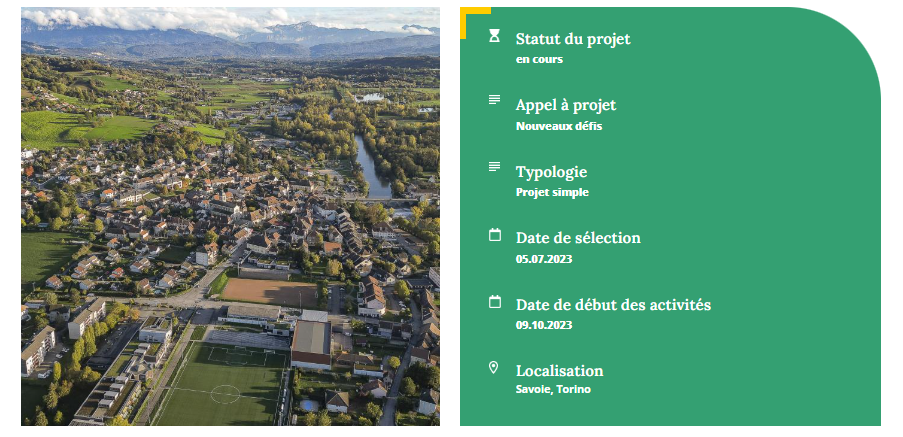 Statut du projet
en cours
Appel à projet
Nouveaux défis
Typologie
Projet simple
Date de sélection
05.07.2023
Date de début des activités
09.10.2023
Localisation
Savoie, Torino